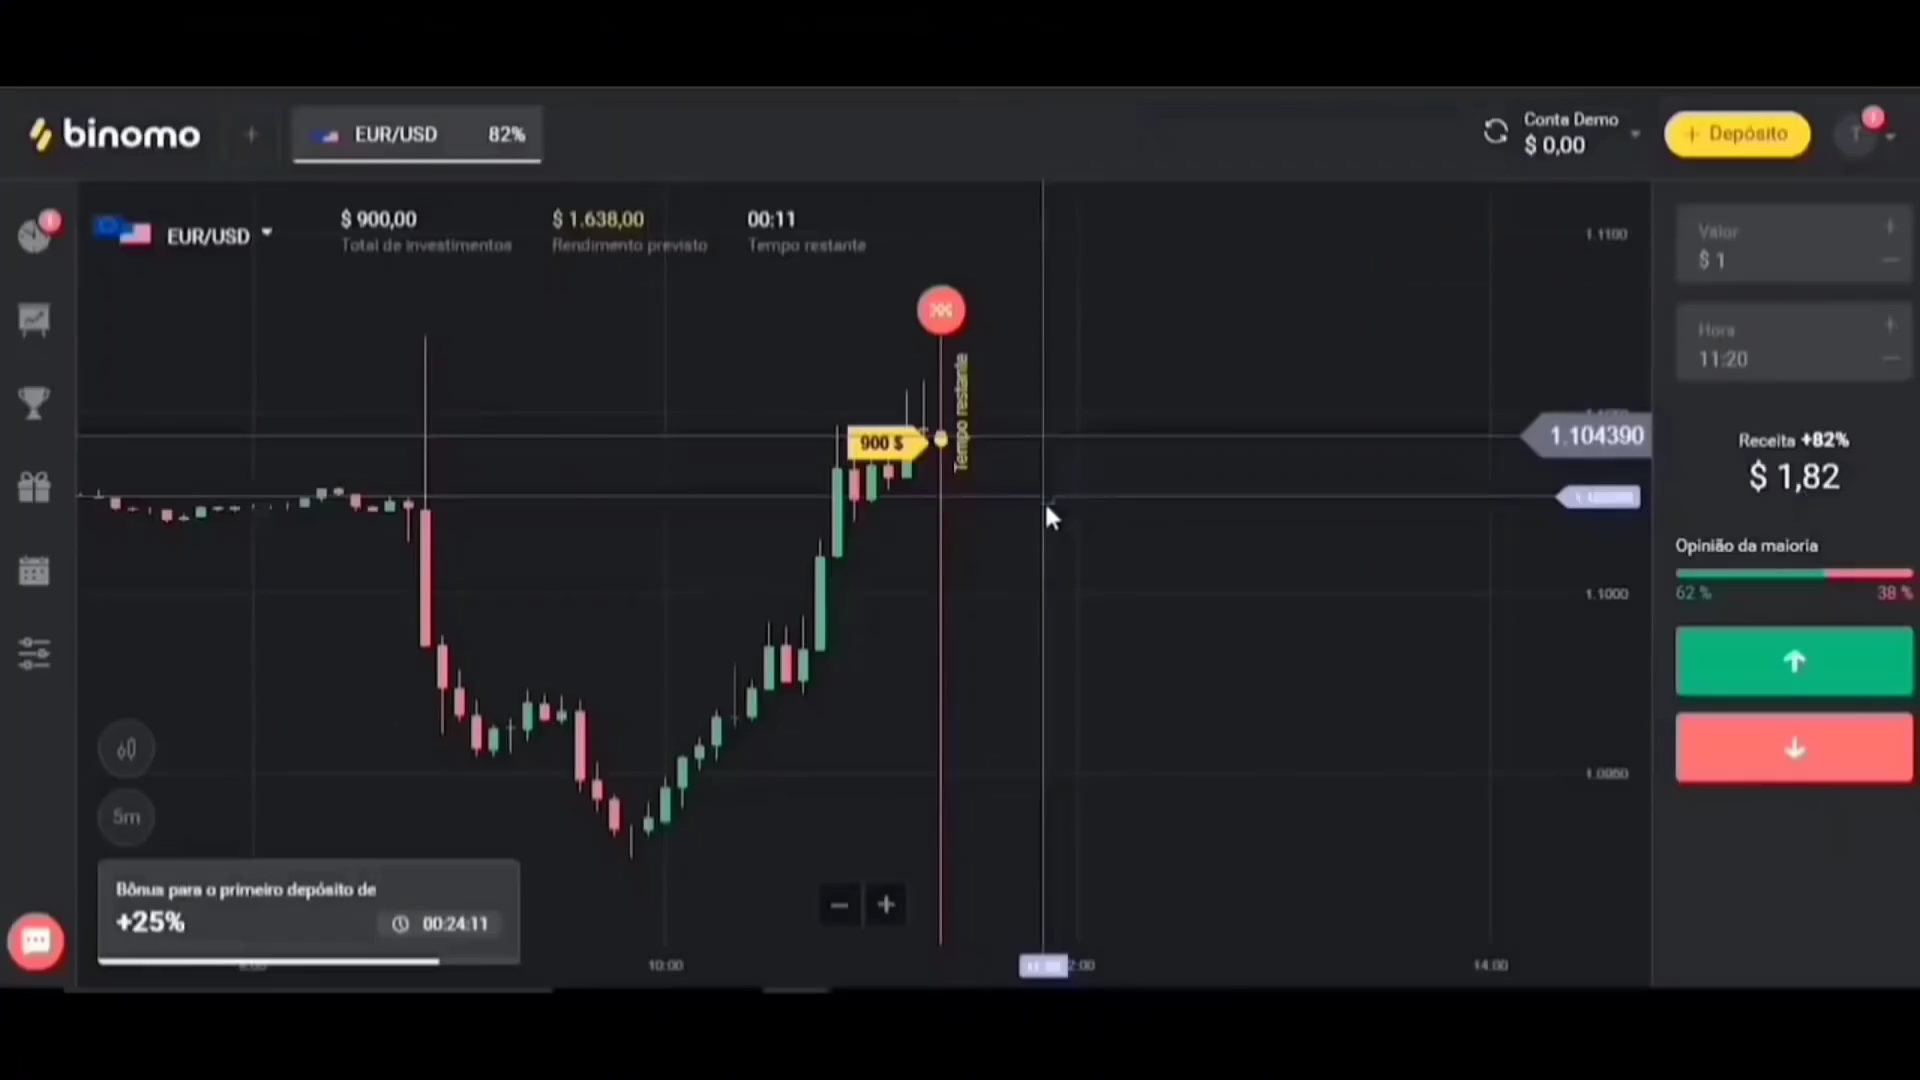 binomo
+
EUR/USD 82%
Conta Demo
$ 0,00
+ Depósito
EUR/USD
$ 900,00
Total de investimentos
$ 1.638,00
Rendimento previsto
00:11
Tempo restante
1.1100
Valor
$ 1
Hora
11:20
Tempo restante
900 $
1.104390
Receita +82%
$ 1,82
Opinião da maioria
62 % 38 %
1.1000
1.0950
5m
Bônus para o primeiro depósito de
+25%
00:24:11
10:00
14:00